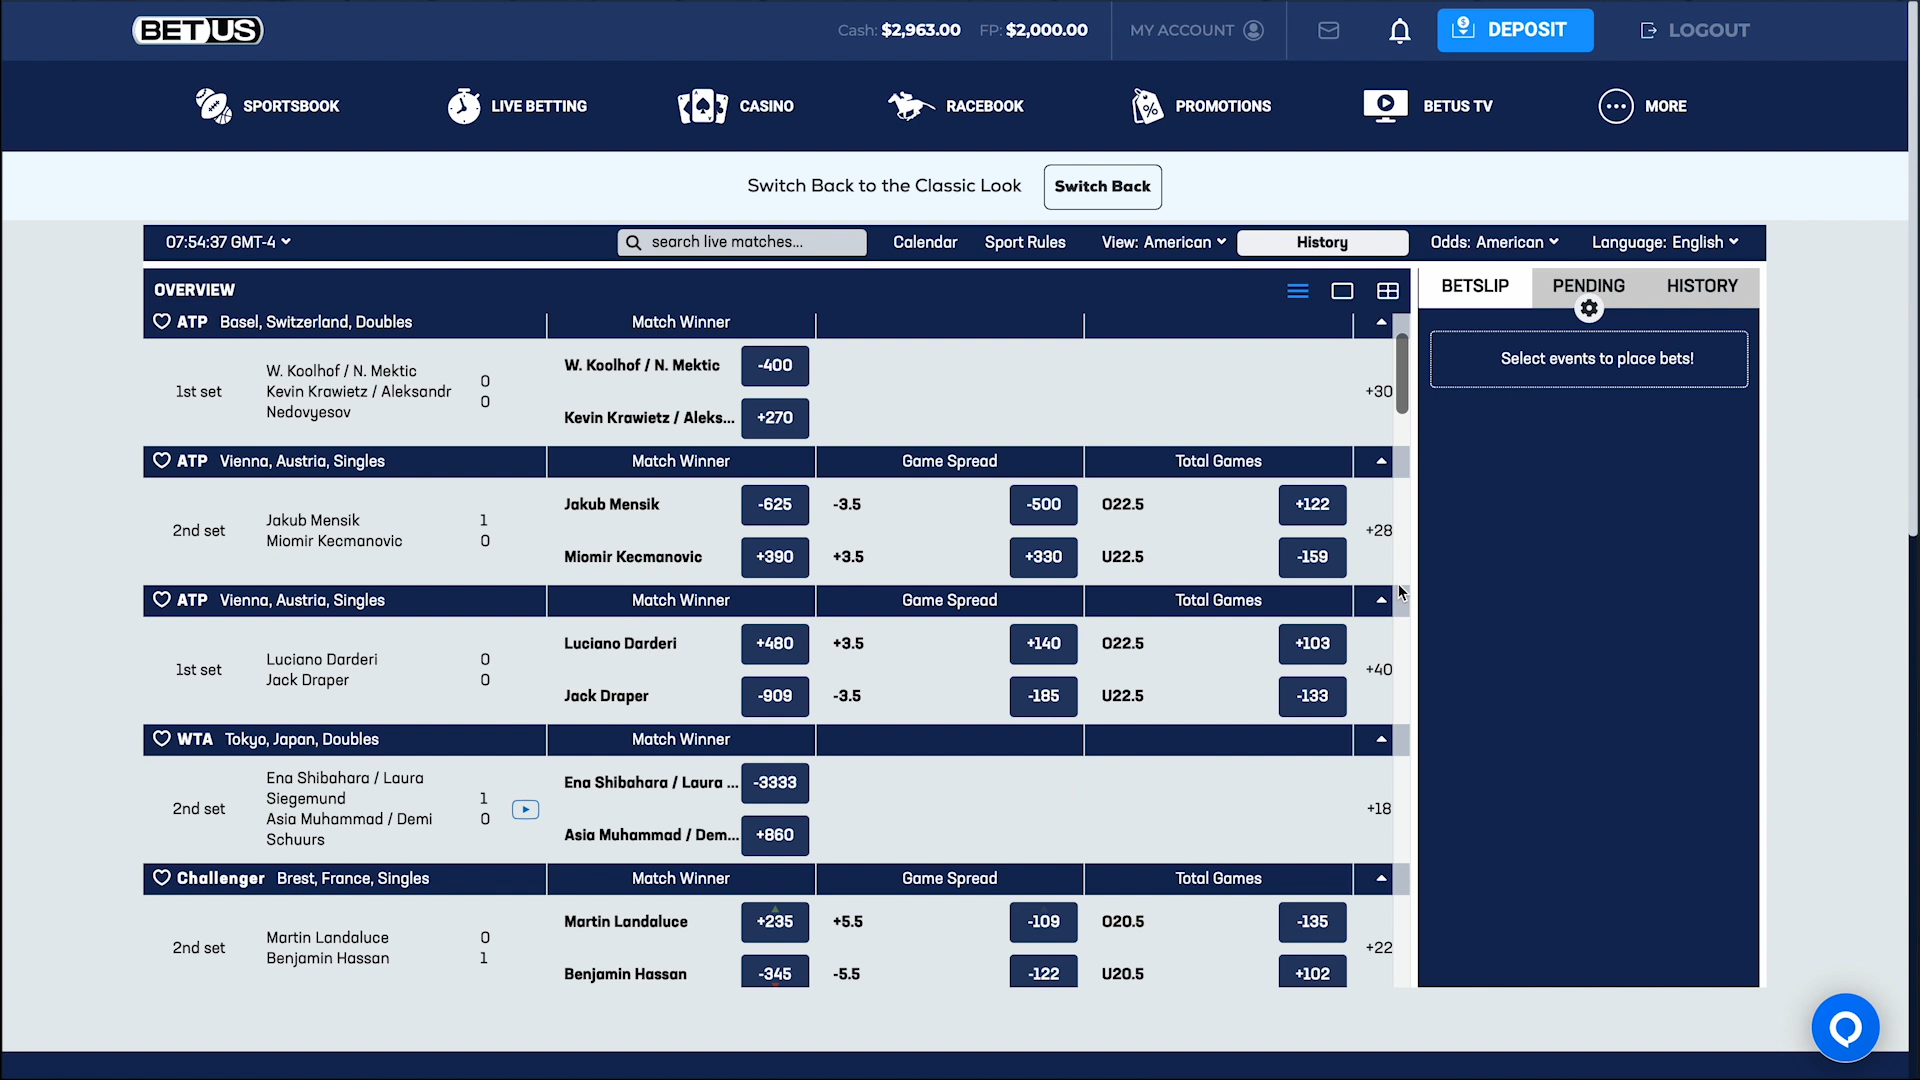 BETUS
Cash: $2,963.00 FP: $2,000.00
MY ACCOUNT
DEPOSIT
LOGOUT
SPORTSBOOK
LIVE BETTING
CASINO
RACEBOOK
PROMOTIONS
BETUS TV
MORE
Switch Back to the Classic Look
Switch Back
07:54:37 GMT-4
search live matches...
Calendar
Sport Rules
View: American
History
Odds: American
Language: English
OVERVIEW
BETSLIP
PENDING
HISTORY
Select events to place bets!
ATP Basel, Switzerland, Doubles
Match Winner
1st set
W. Koolhof / N. Mektic
Kevin Krawietz / Aleksandr
Nedovyesov
0
0
W. Koolhof / N. Mektic -400
Kevin Krawietz / Aleks... +270
+30
ATP Vienna, Austria, Singles
Match Winner
Game Spread
Total Games
2nd set
Jakub Mensik 1
Miomir Kecmanovic 0
Jakub Mensik -625 -3.5 -500 O22.5 +122
Miomir Kecmanovic +390 +3.5 +330 U22.5 -159
+28
ATP Vienna, Austria, Singles
Match Winner
Game Spread
Total Games
1st set
Luciano Darderi 0
Jack Draper 0
Luciano Darderi +480 +3.5 +140 O22.5 +103
Jack Draper -909 -3.5 -185 U22.5 -133
+40
WTA Tokyo, Japan, Doubles
Match Winner
2nd set
Ena Shibahara / Laura
Siegemund 1
Asia Muhammad / Demi 0
Schuurs
Ena Shibahara / Laura ... -3333
Asia Muhammad / Dem... +860
+18
Challenger Brest, France, Singles
Match Winner
Game Spread
Total Games
2nd set
Martin Landaluce 0
Benjamin Hassan 1
Martin Landaluce +235 +5.5 -109 O20.5 -135
Benjamin Hassan -345 -5.5 -122 U20.5 +102
+22